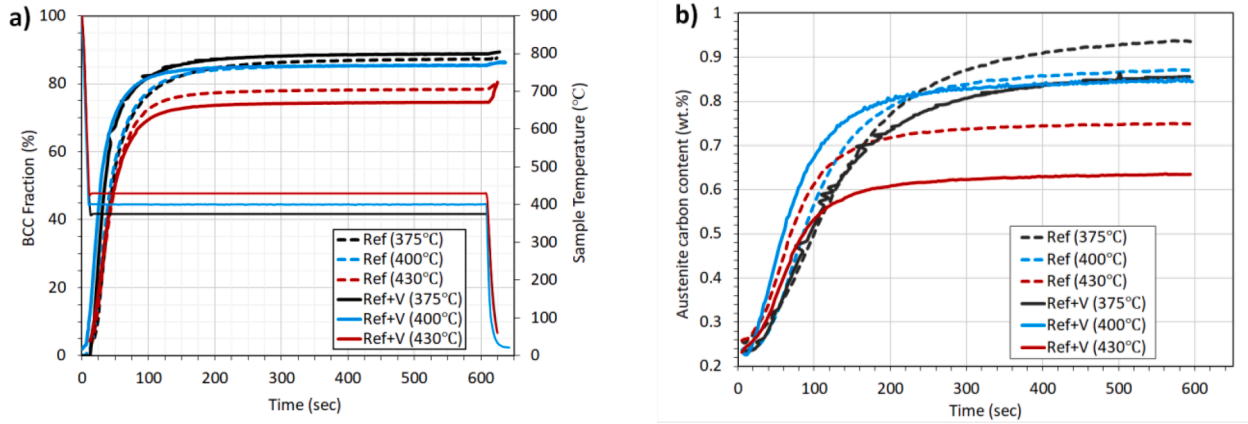 a)
100
80
60
40
20
0
BCC Fraction (%)
900
800
700
600
500
400
300
200
100
0
Sample Temperature (°C)
0 100 200 300 400 500 600
Time (sec)
Ref (375°C)
Ref (400°C)
Ref (430°C)
Ref+V (375°C)
Ref+V (400°C)
Ref+V (430°C)
b)
1
0.9
0.8
0.7
0.6
0.5
0.4
0.3
0.2
Austenite carbon content (wt.%)
0 100 200 300 400 500 600
Time (sec)
Ref (375°C)
Ref (400°C)
Ref (430°C)
Ref+V (375°C)
Ref+V (400°C)
Ref+V (430°C)